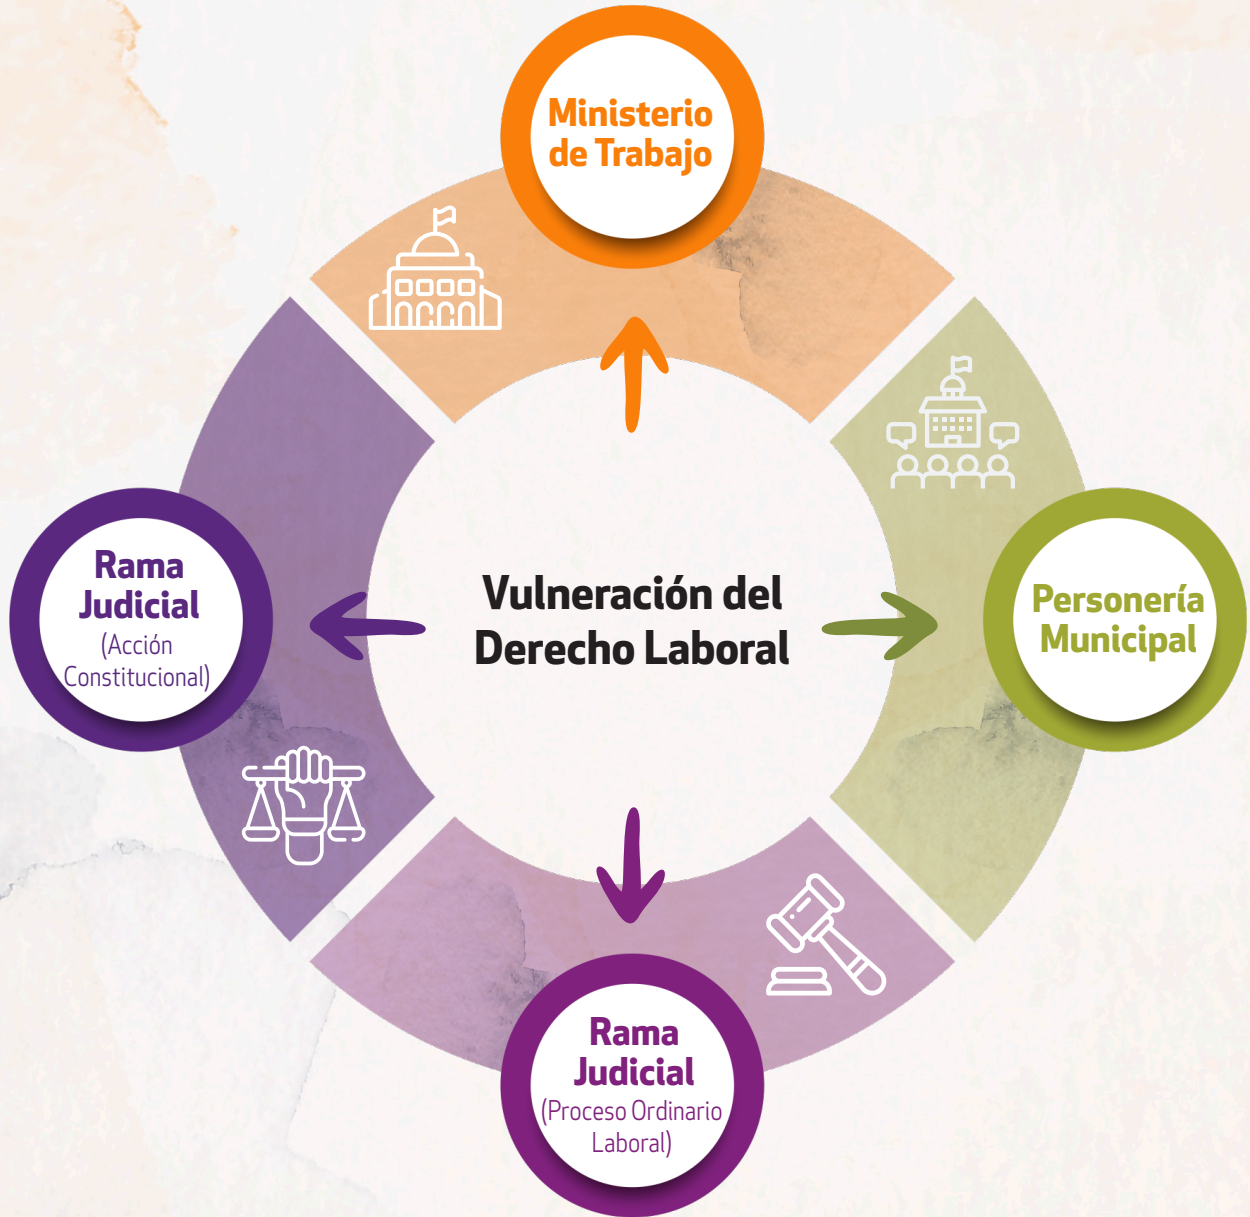 Ministerio
de Trabajo
Rama
Judicial
(Acción
Constitucional)
Vulneración del
Derecho Laboral
Personería
Municipal
Rama
Judicial
(Proceso Ordinario
Laboral)